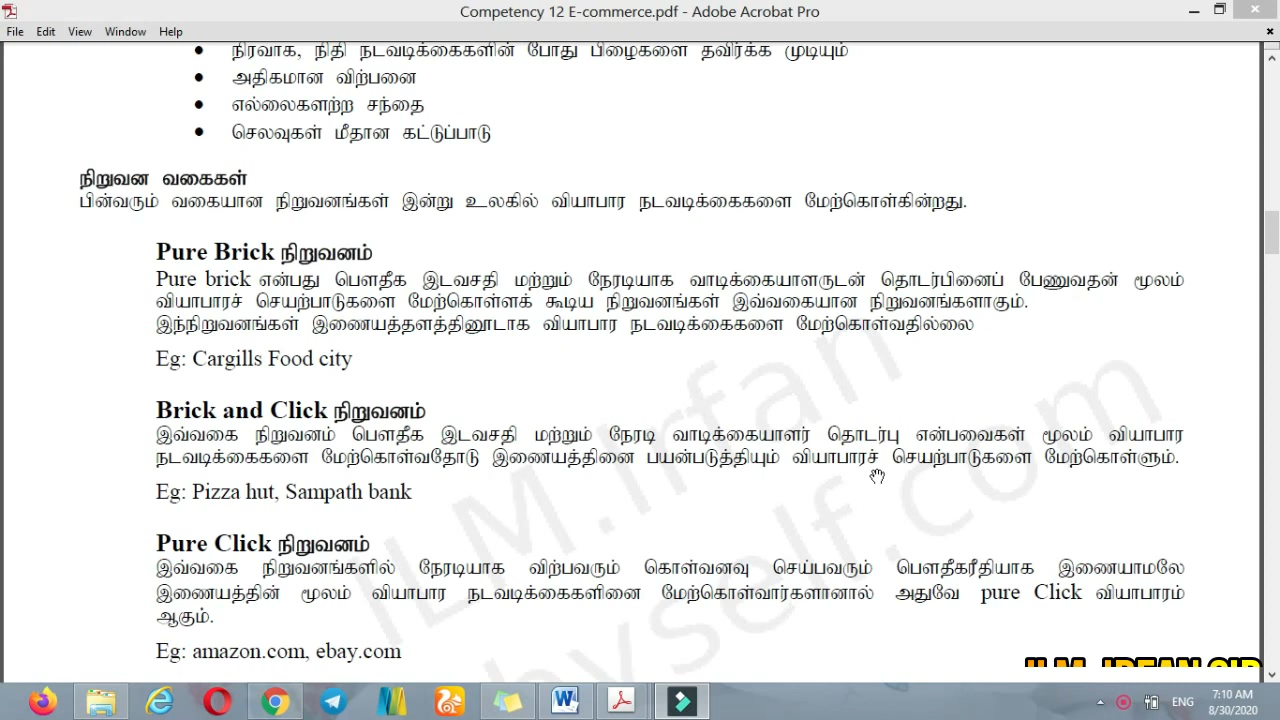 Competency 12 E-commerce.pdf - Adobe Acrobat Pro
File Edit View Window Help
• நிர்வாக, நிதி நடவடிக்கைகளின் போது பிழைகளை தவிர்க்க முடியும்
• அதிகமான விற்பனை
• எல்லைகளற்ற சந்தை
• செலவுகள் மீதான கட்டுப்பாடு
நிறுவன வகைகள்
பின்வரும் வகையான நிறுவனங்கள் இன்று உலகில் வியாபார நடவடிக்கைகளை மேற்கொள்கின்றது.
Pure Brick நிறுவனம்
Pure brick என்பது பௌதீக இடவசதி மற்றும் நேரடியாக வாடிக்கையாளருடன் தொடர்பினைப் பேணுவதன் மூலம்
வியாபாரச் செயற்பாடுகளை மேற்கொள்ளக் கூடிய நிறுவனங்கள் இவ்வகையான நிறுவனங்களாகும்.
இந்நிறுவனங்கள் இணையத்தளத்தினூடாக வியாபார நடவடிக்கைகளை மேற்கொள்வதில்லை
Eg: Cargills Food city
Brick and Click நிறுவனம்
இவ்வகை நிறுவனம் பௌதீக இடவசதி மற்றும் நேரடி வாடிக்கையாளர் தொடர்பு என்பவைகள் மூலம் வியாபார
நடவடிக்கைகளை மேற்கொள்வதோடு இணையத்தினை பயன்படுத்தியும் வியாபாரச் செயற்பாடுகளை மேற்கொள்ளும்.
Eg: Pizza hut, Sampath bank
Pure Click நிறுவனம்
இவ்வகை நிறுவனங்களில் நேரடியாக விற்பவரும் கொள்வனவு செய்பவரும் பௌதீகரீதியாக இணையாமலே
இணையத்தின் மூலம் வியாபார நடவடிக்கைகளினை மேற்கொள்வார்களானால் அதுவே pure Click வியாபாரம்
ஆகும்.
Eg: amazon.com, ebay.com
ILM.Irfan
byself.com
ILM. IRFAN SIR
ENG
7:10 AM
8/30/2020